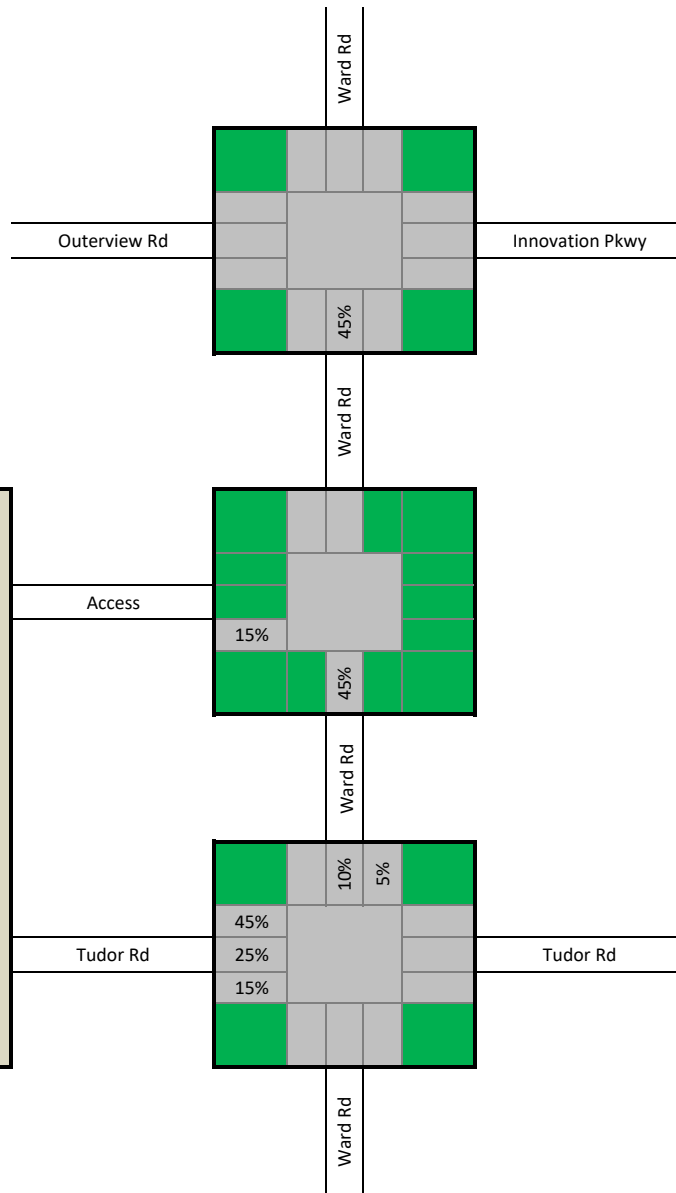 Ward Rd
Outerview Rd
Innovation Pkwy
45%
Ward Rd
Access
15%
45%
Ward Rd
10%
5%
45%
Tudor Rd
25%
Tudor Rd
15%
Ward Rd